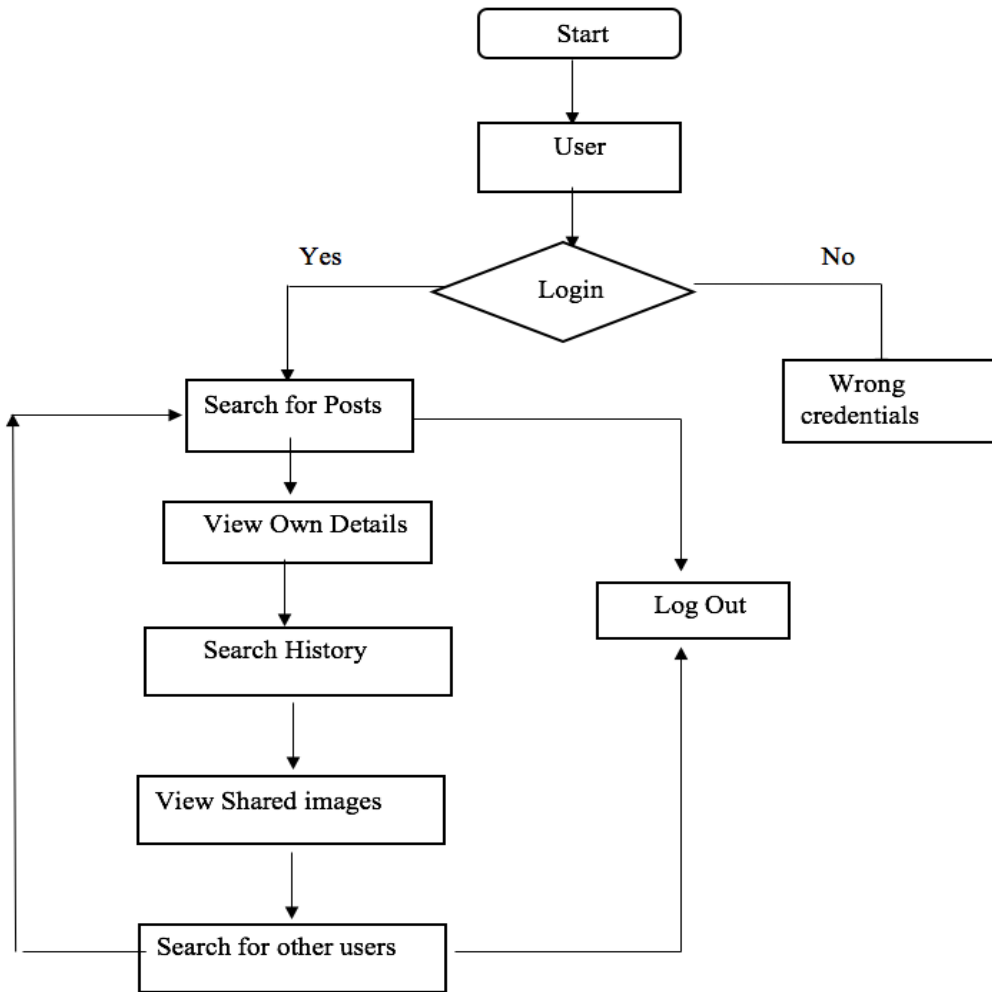 Start
User
Yes
No
Login
Wrong
credentials
Search for Posts
View Own Details
Log Out
Search History
View Shared images
Search for other users